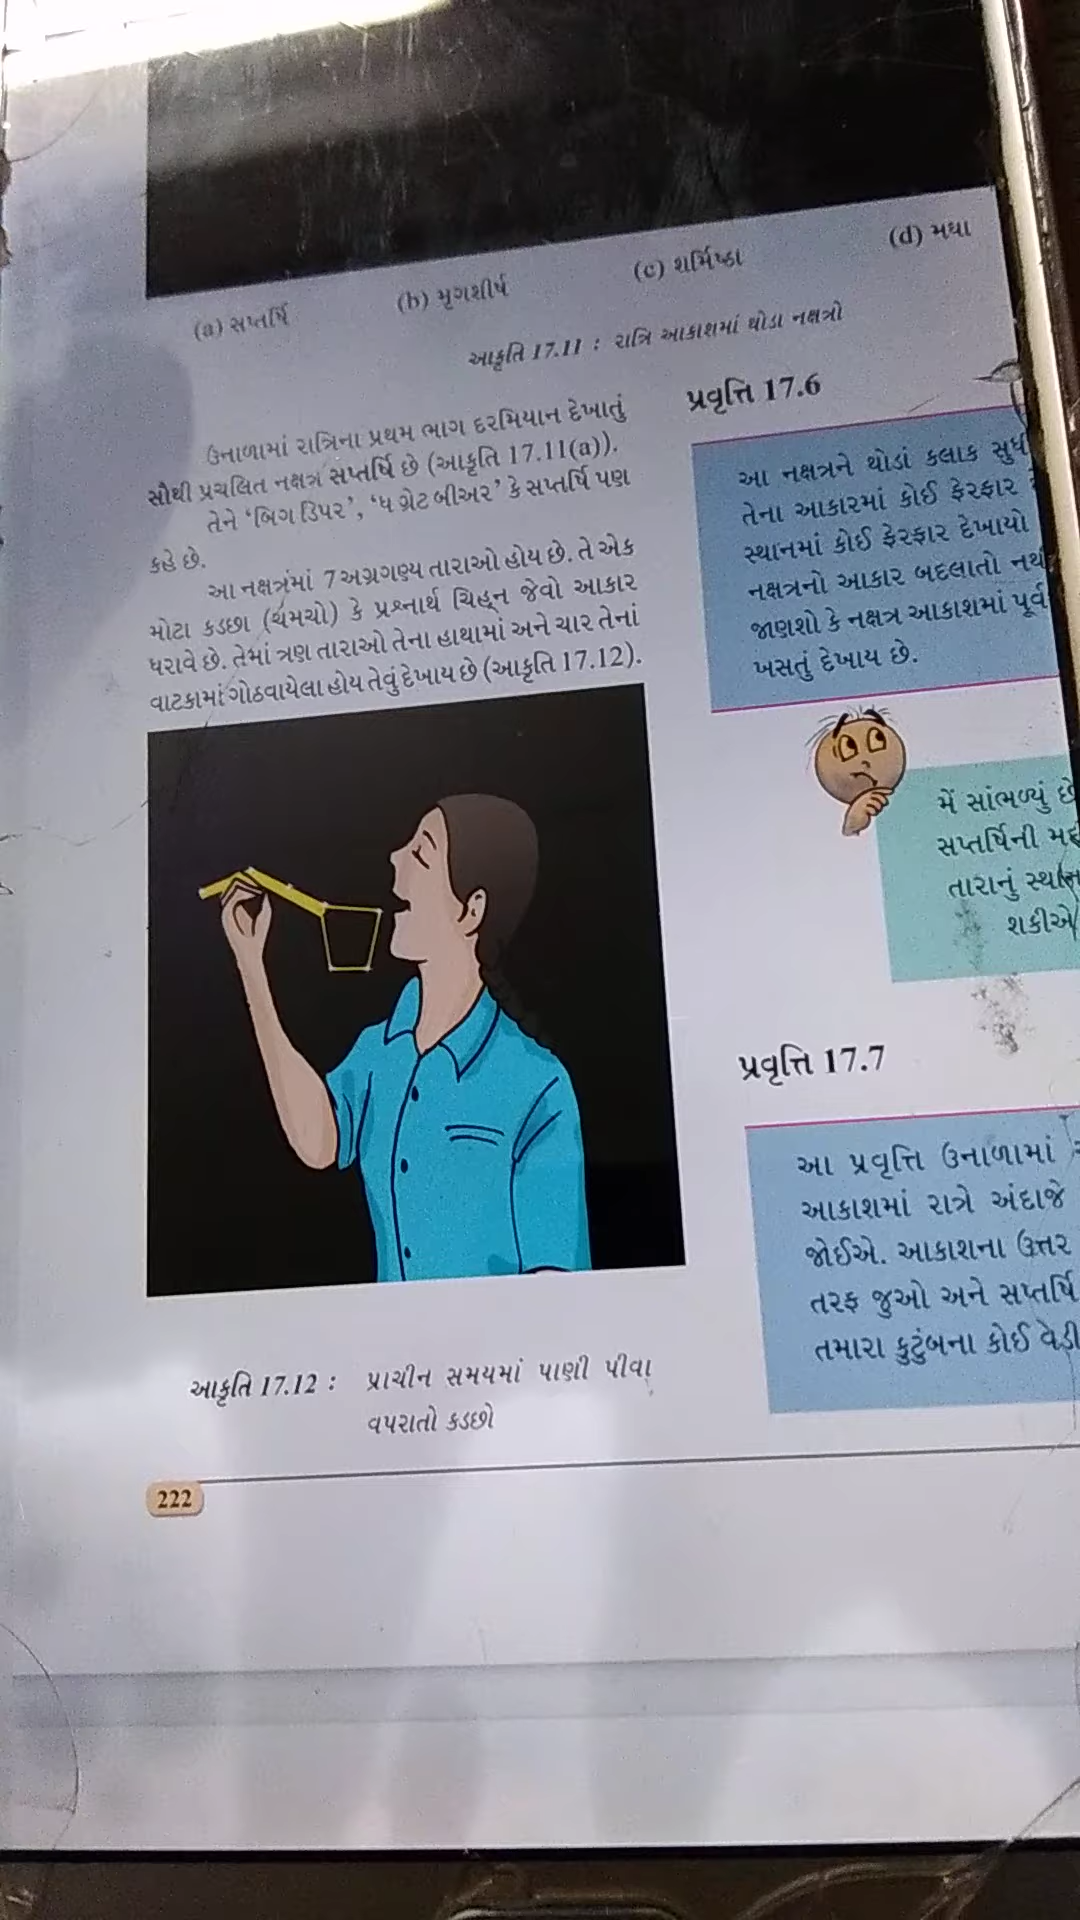 (a) સપ્તર્ષિ
(b) મૃગશીર્ષ
(c) શર્મિષ્ઠા
(d) મઘા
આકૃતિ 17.11 : રાત્રિ આકાશમાં થોડા નક્ષત્રો
ઉનાળામાં રાત્રિના પ્રથમ ભાગ દરમિયાન દેખાતું
સૌથી પ્રચલિત નક્ષત્ર સપ્તર્ષિ છે (આકૃતિ 17.11(a)).
તેને ‘બિગ ડિપર’, ‘ધ ગ્રેટ બીઅર’ કે સપ્તર્ષિ પણ
કહે છે.
આ નક્ષત્રંમાં 7 અગ્રગણ્ય તારાઓ હોય છે. તે એક
મોટા કડછા (ચમચો) કે પ્રશ્નાર્થ ચિહ્ન જેવો આકાર
ધરાવે છે. તેમાં ત્રણ તારાઓ તેના હાથામાં અને ચાર તેનાં
વાટકામાં ગોઠવાયેલા હોય તેવું દેખાય છે (આકૃતિ 17.12).
આકૃતિ 17.12 : પ્રાચીન સમયમાં પાણી પીવા
વપરાતો કડછો
222
પ્રવૃત્તિ 17.6
આ નક્ષત્રને થોડાં કલાક સુધી
તેના આકારમાં કોઈ ફેરફાર
સ્થાનમાં કોઈ ફેરફાર દેખાયો
નક્ષત્રનો આકાર બદલાતો નથી
જાણશો કે નક્ષત્ર આકાશમાં પૂર્વ
ખસતું દેખાય છે.
મેં સાંભળ્યું છે
સપ્તર્ષિની
તારાનું સ્થાન
શકીએ
પ્રવૃત્તિ 17.7
આ પ્રવૃત્તિ ઉનાળામાં
આકાશમાં રાત્રે અંદાજે
જોઈએ. આકાશના ઉત્તર
તરફ જુઓ અને સપ્તર્ષિ
તમારા કુટુંબના કોઈ